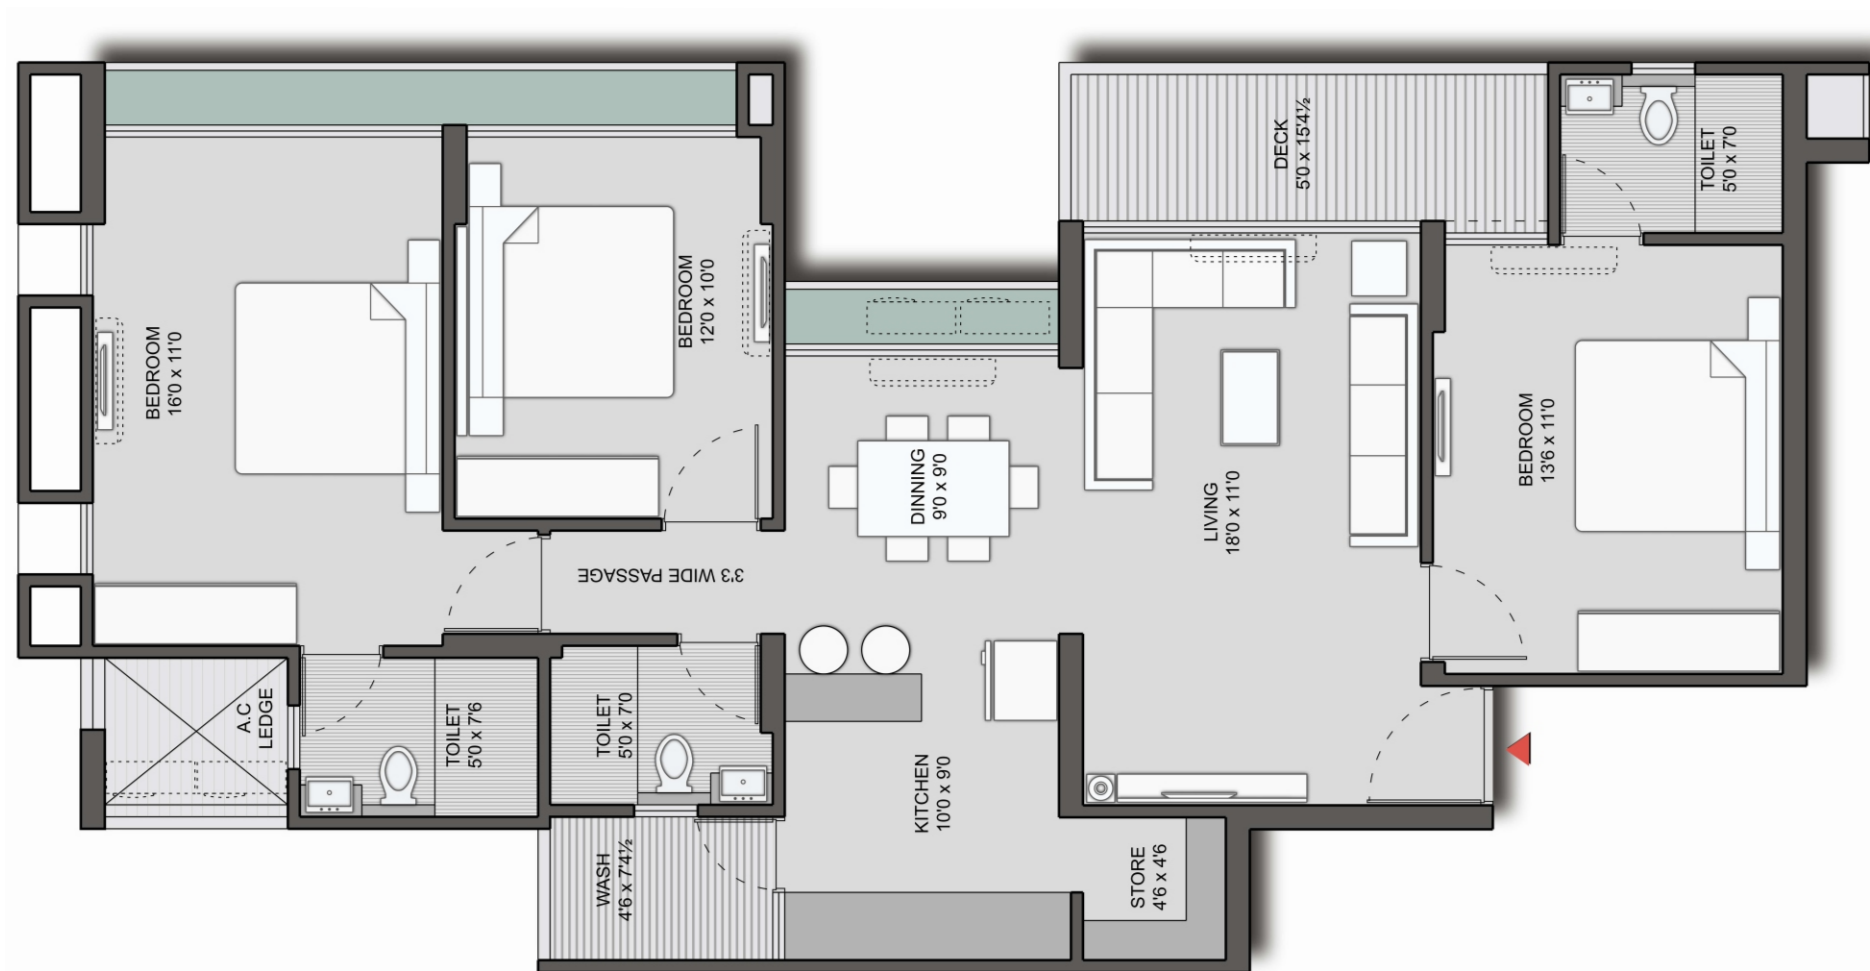 BEDROOM
16'0 x 11'0
BEDROOM
12'0 x 10'0
DECK
5'0 x 15'4½
TOILET
5'0 x 7'0
DINNING
9'0 x 9'0
LIVING
18'0 x 11'0
BEDROOM
13'6 x 11'0
3'3 WIDE PASSAGE
A.C
LEDGE
TOILET
5'0 x 7'6
TOILET
5'0 x 7'0
KITCHEN
10'0 x 9'0
WASH
4'6 x 7'4½
STORE
4'6 x 4'6